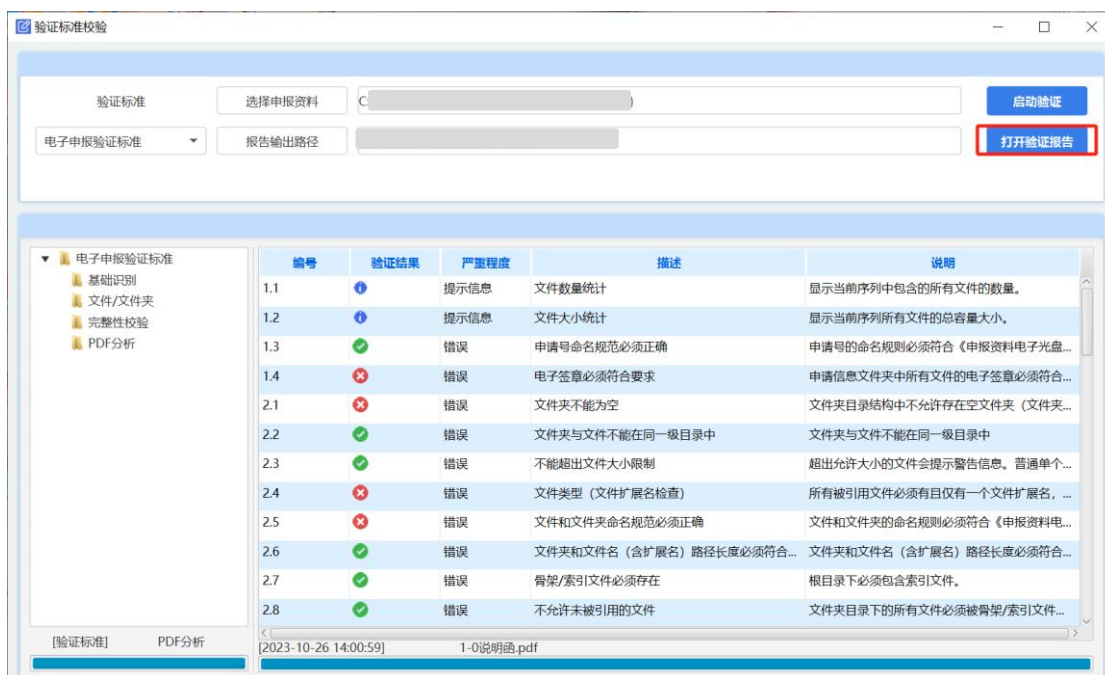 验证标准校验
验证标准 选择申报资料 C: ) 启动验证
电子申报验证标准 报告输出路径 打开验证报告
电子申报验证标准
基础识别
文件/文件夹
完整性校验
PDF分析
编号 验证结果 严重程度 描述 说明
1.1 提示信息 文件数量统计 显示当前序列中包含的所有文件的数量。
1.2 提示信息 文件大小统计 显示当前序列所有文件的总容量大小。
1.3 错误 申请号命名规范必须正确 申请号的命名规则必须符合《申报资料电子光盘...
1.4 错误 电子签章必须符合要求 申请信息文件夹中所有文件的电子签章必须符合...
2.1 错误 文件夹不能为空 文件夹目录结构中不允许存在空文件夹（文件夹...
2.2 错误 文件夹与文件不能在同一级目录中 文件夹与文件不能在同一级目录中
2.3 错误 不能超出文件大小限制 超出允许大小的文件会提示警告信息。普通单个...
2.4 错误 文件类型（文件扩展名检查） 所有被引用文件必须有且仅有一个文件扩展名，...
2.5 错误 文件和文件夹命名规范必须正确 文件和文件夹的命名规则必须符合《申报资料电...
2.6 错误 文件夹和文件名（含扩展名）路径长度必须符合... 文件夹和文件名（含扩展名）路径长度必须符合...
2.7 错误 骨架/索引文件必须存在 根目录下必须包含索引文件。
2.8 错误 不允许未被引用的文件 文件夹目录下的所有文件必须被骨架/索引文件...
[验证标准] PDF分析
[2023-10-26 14:00:59] 1-0说明函.pdf